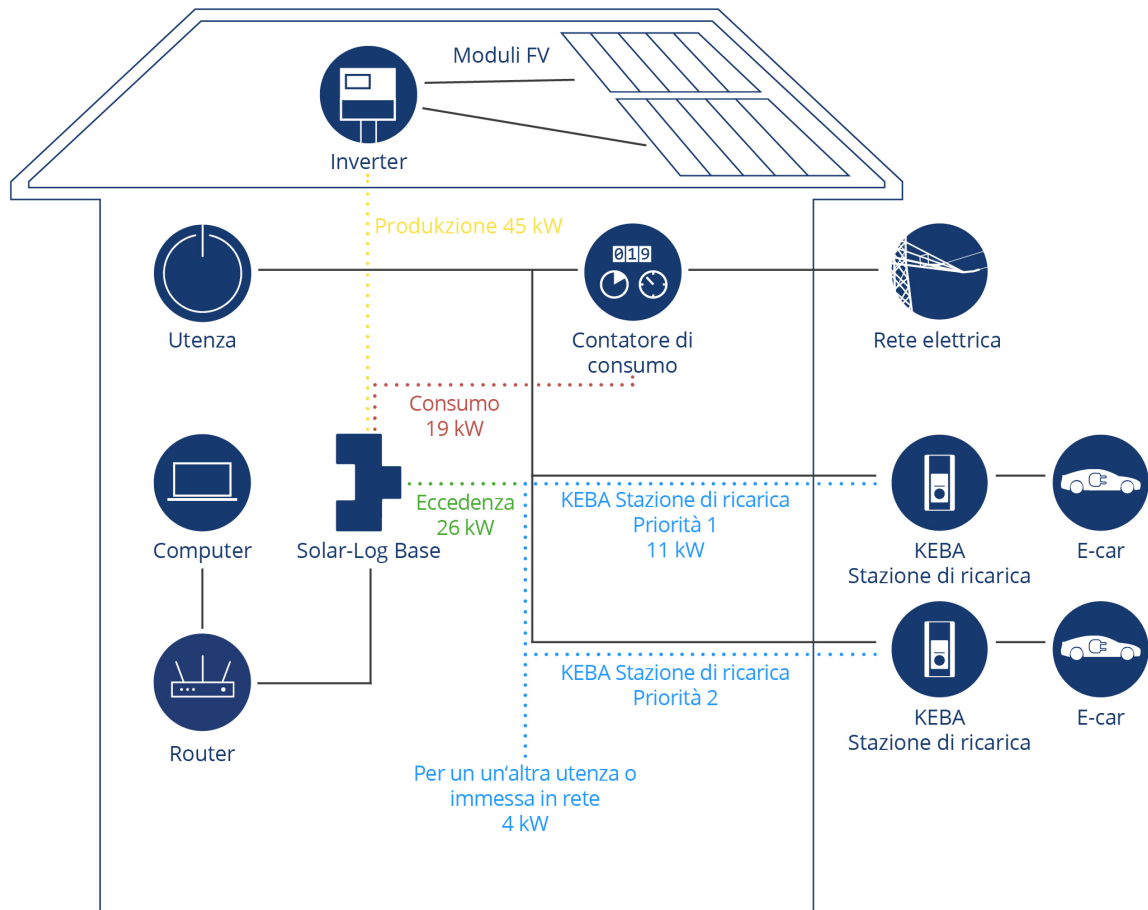 Moduli FV
Inverter
Produkzione 45 kW
019
Utenza
Contatore di
consumo
Rete elettrica
Consumo
19 kW
Eccedenza
26 kW
KEBA Stazione di ricarica
Priorità 1
11 kW
Computer
Solar-Log Base
KEBA
Stazione di ricarica
E-car
KEBA Stazione di ricarica
Priorità 2
KEBA
Stazione di ricarica
E-car
Router
Per un un‘altra utenza o
immessa in rete
4 kW